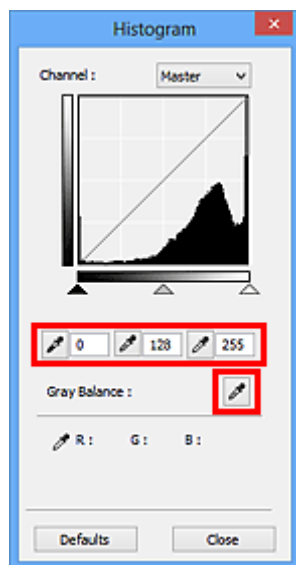 Histogram
Channel : Master
0 128 255
Gray Balance :
R : G : B :
Defaults Close